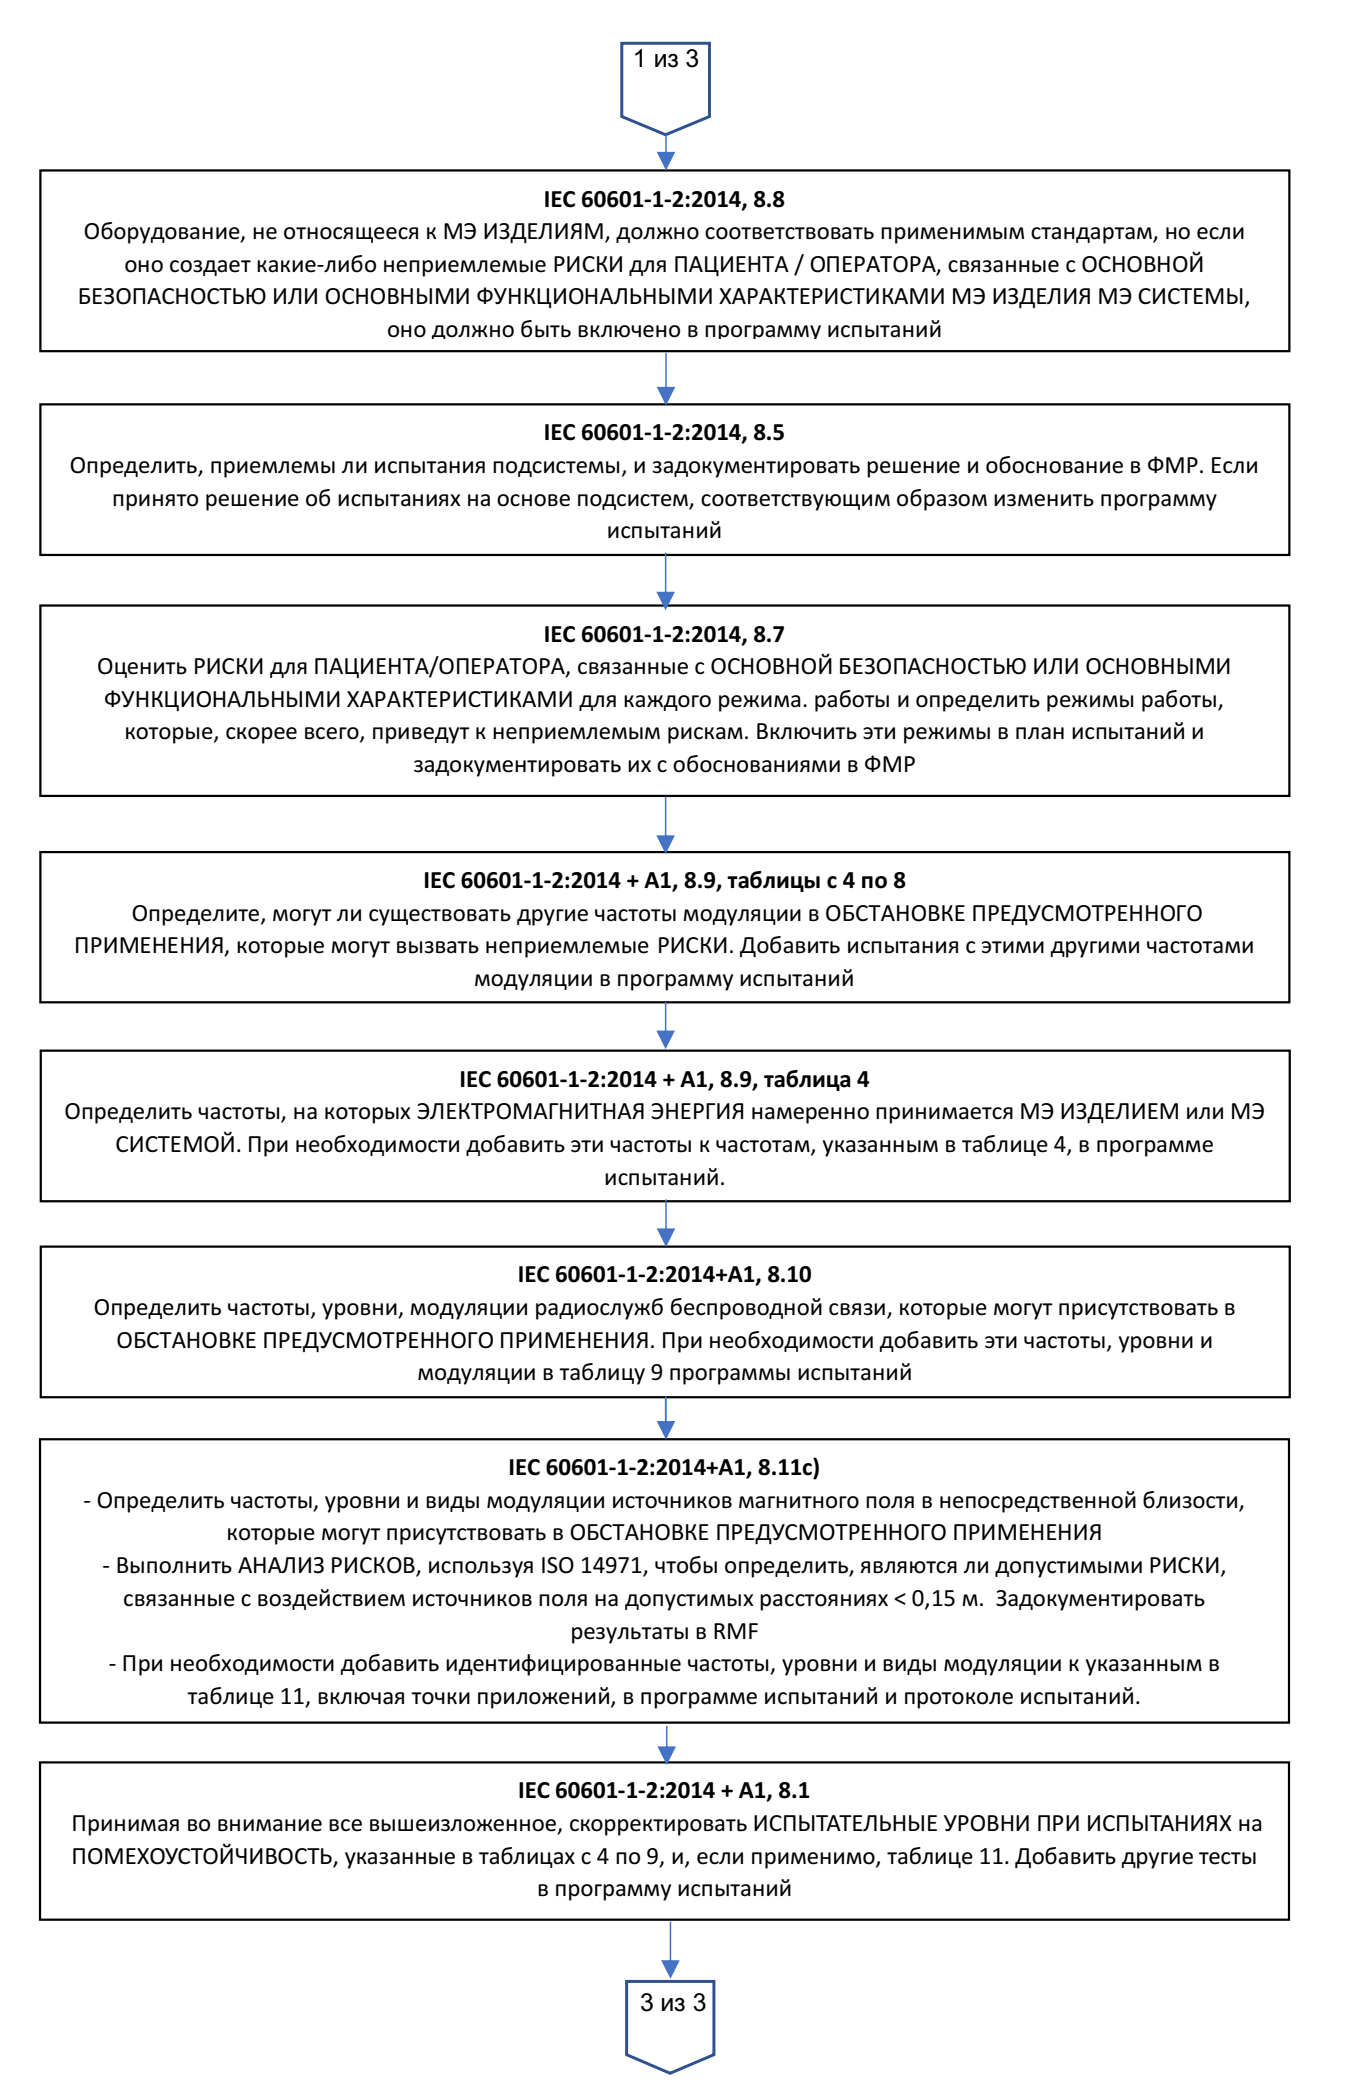 1 из 3
IEC 60601-1-2:2014, 8.8
Оборудование, не относящееся к МЭ ИЗДЕЛИЯМ, должно соответствовать применимым стандартам, но если
оно создает какие-либо неприемлемые РИСКИ для ПАЦИЕНТА / ОПЕРАТОРА, связанные с ОСНОВНОЙ
БЕЗОПАСНОСТЬЮ ИЛИ ОСНОВНЫМИ ФУНКЦИОНАЛЬНЫМИ ХАРАКТЕРИСТИКАМИ МЭ ИЗДЕЛИЯ МЭ СИСТЕМЫ,
оно должно быть включено в программу испытаний
IEC 60601-1-2:2014, 8.5
Определить, приемлемы ли испытания подсистемы, и задокументировать решение и обоснование в ФМР. Если
принято решение об испытаниях на основе подсистем, соответствующим образом изменить программу
испытаний
IEC 60601-1-2:2014, 8.7
Оценить РИСКИ для ПАЦИЕНТА/ОПЕРАТОРА, связанные с ОСНОВНОЙ БЕЗОПАСНОСТЬЮ ИЛИ ОСНОВНЫМИ
ФУНКЦИОНАЛЬНЫМИ ХАРАКТЕРИСТИКАМИ для каждого режима. работы и определить режимы работы,
которые, скорее всего, приведут к неприемлемым рискам. Включить эти режимы в план испытаний и
задокументировать их с обоснованиями в ФМР
IEC 60601-1-2:2014 + A1, 8.9, таблицы с 4 по 8
Определите, могут ли существовать другие частоты модуляции в ОБСТАНОВКЕ ПРЕДУСМОТРЕННОГО
ПРИМЕНЕНИЯ, которые могут вызвать неприемлемые РИСКИ. Добавить испытания с этими другими частотами
модуляции в программу испытаний
IEC 60601-1-2:2014 + A1, 8.9, таблица 4
Определить частоты, на которых ЭЛЕКТРОМАГНИТНАЯ ЭНЕРГИЯ намеренно принимается МЭ ИЗДЕЛИЕМ или МЭ
СИСТЕМОЙ. При необходимости добавить эти частоты к частотам, указанным в таблице 4, в программе
испытаний.
IEC 60601-1-2:2014+A1, 8.10
Определить частоты, уровни, модуляции радиослужб беспроводной связи, которые могут присутствовать в
ОБСТАНОВКЕ ПРЕДУСМОТРЕННОГО ПРИМЕНЕНИЯ. При необходимости добавить эти частоты, уровни и
модуляции в таблицу 9 программы испытаний
IEC 60601-1-2:2014+A1, 8.11c)
- Определить частоты, уровни и виды модуляции источников магнитного поля в непосредственной близости,
которые могут присутствовать в ОБСТАНОВКЕ ПРЕДУСМОТРЕННОГО ПРИМЕНЕНИЯ
- Выполнить АНАЛИЗ РИСКОВ, используя ISO 14971, чтобы определить, являются ли допустимыми РИСКИ,
связанные с воздействием источников поля на допустимых расстояниях < 0,15 м. Задокументировать
результаты в RMF
- При необходимости добавить идентифицированные частоты, уровни и виды модуляции к указанным в
таблице 11, включая точки приложений, в программе испытаний и протоколе испытаний.
IEC 60601-1-2:2014 + A1, 8.1
Принимая во внимание все вышеизложенное, скорректировать ИСПЫТАТЕЛЬНЫЕ УРОВНИ ПРИ ИСПЫТАНИЯХ на
ПОМЕХОУСТОЙЧИВОСТЬ, указанные в таблицах с 4 по 9, и, если применимо, таблице 11. Добавить другие тесты
в программу испытаний
3 из 3